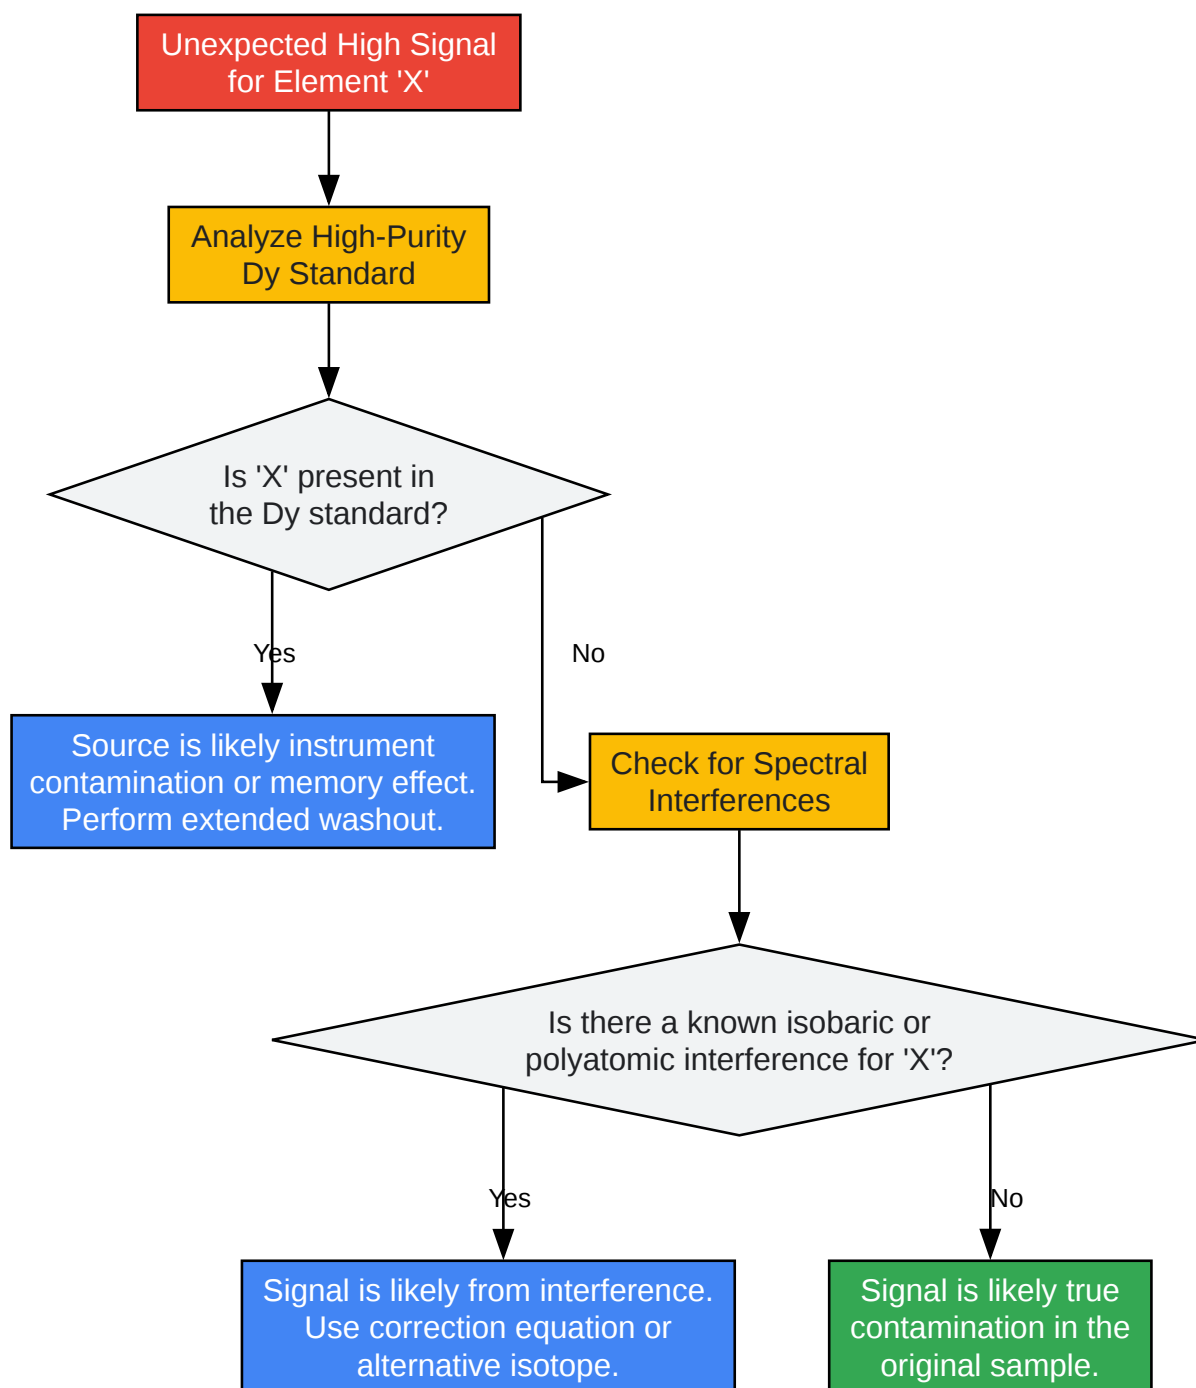 Unexpected High Signal
for Element 'X'
Analyze High-Purity
Dy Standard
Is 'X' present in
the Dy standard?
Yes
No
Source is likely instrument
contamination or memory effect.
Perform extended washout.
Check for Spectral
Interferences
Is there a known isobaric or
polyatomic interference for 'X'?
Yes
No
Signal is likely from interference.
Use correction equation or
alternative isotope.
Signal is likely true
contamination in the
original sample.